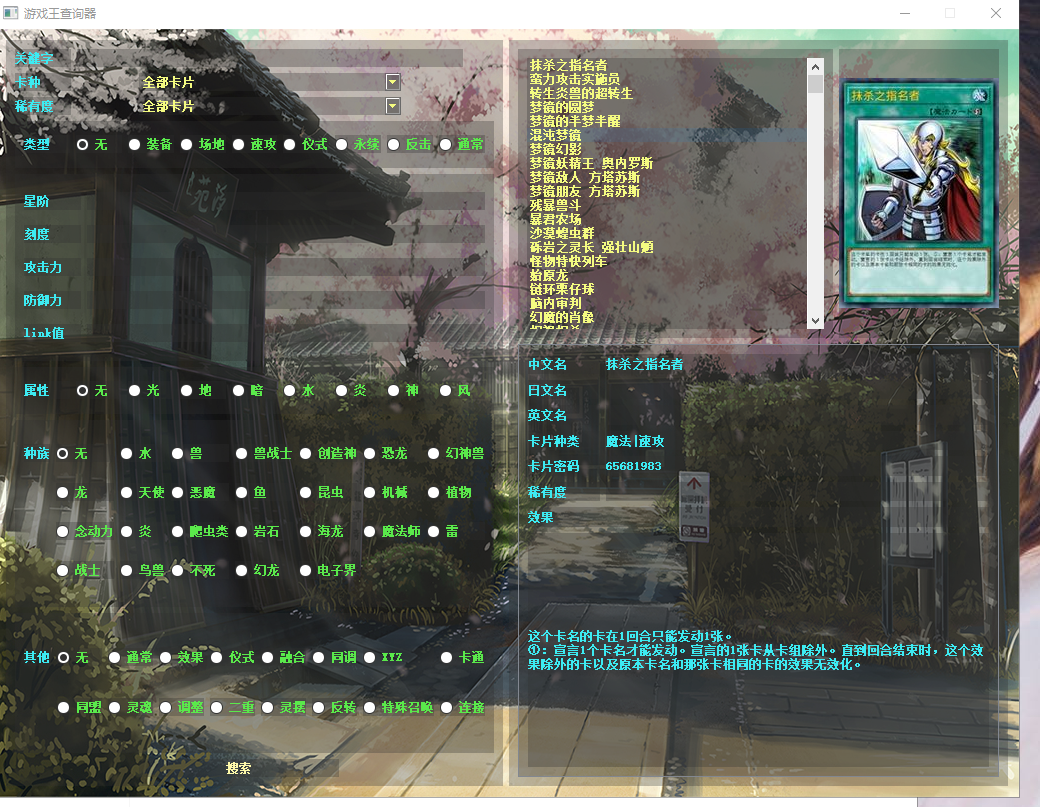 游戏王查询器
关键字
卡种 全部卡片
稀有度 全部卡片
类型 无 装备 场地 速攻 仪式 永续 反击 通常
星阶
刻度
攻击力
防御力
link值
属性 无 光 地 暗 水 炎 神 风
种族 无 水 兽 兽战士 创造神 恐龙 幻神兽
龙 天使 恶魔 鱼 昆虫 机械 植物
念动力 炎 爬虫类 岩石 海龙 魔法师 雷
战士 鸟兽 不死 幻龙 电子界
其他 无 通常 效果 仪式 融合 同调 XYZ 卡通
同盟 灵魂 调整 二重 灵摆 反转 特殊召唤 连接
搜索
抹杀之指名者
蛮力攻击实施员
转生炎兽的超转生
梦镜的圆梦
梦镜的半梦半醒
混沌梦镜
梦镜幻影
梦镜妖精王 奥内罗斯
梦镜敌人 方塔苏斯
梦镜朋友 方塔苏斯
残暴兽斗
暴君农场
沙漠蝗虫群
砾岩之灵长 强壮山魈
怪物特快列车
始原龙
链环栗仔球
脑内审判
幻魔的肖像
抹杀之指名者
【魔法カード】
中文名 抹杀之指名者
日文名
英文名
卡片种类 魔法|速攻
卡片密码 65681983
稀有度
效果
这个卡名的卡在1回合只能发动1张。
①：宣言1个卡名才能发动。宣言的1张卡从卡组除外。直到回合结束时，这个效
果除外的卡以及原本卡名和那张卡相同的卡的效果无效化。